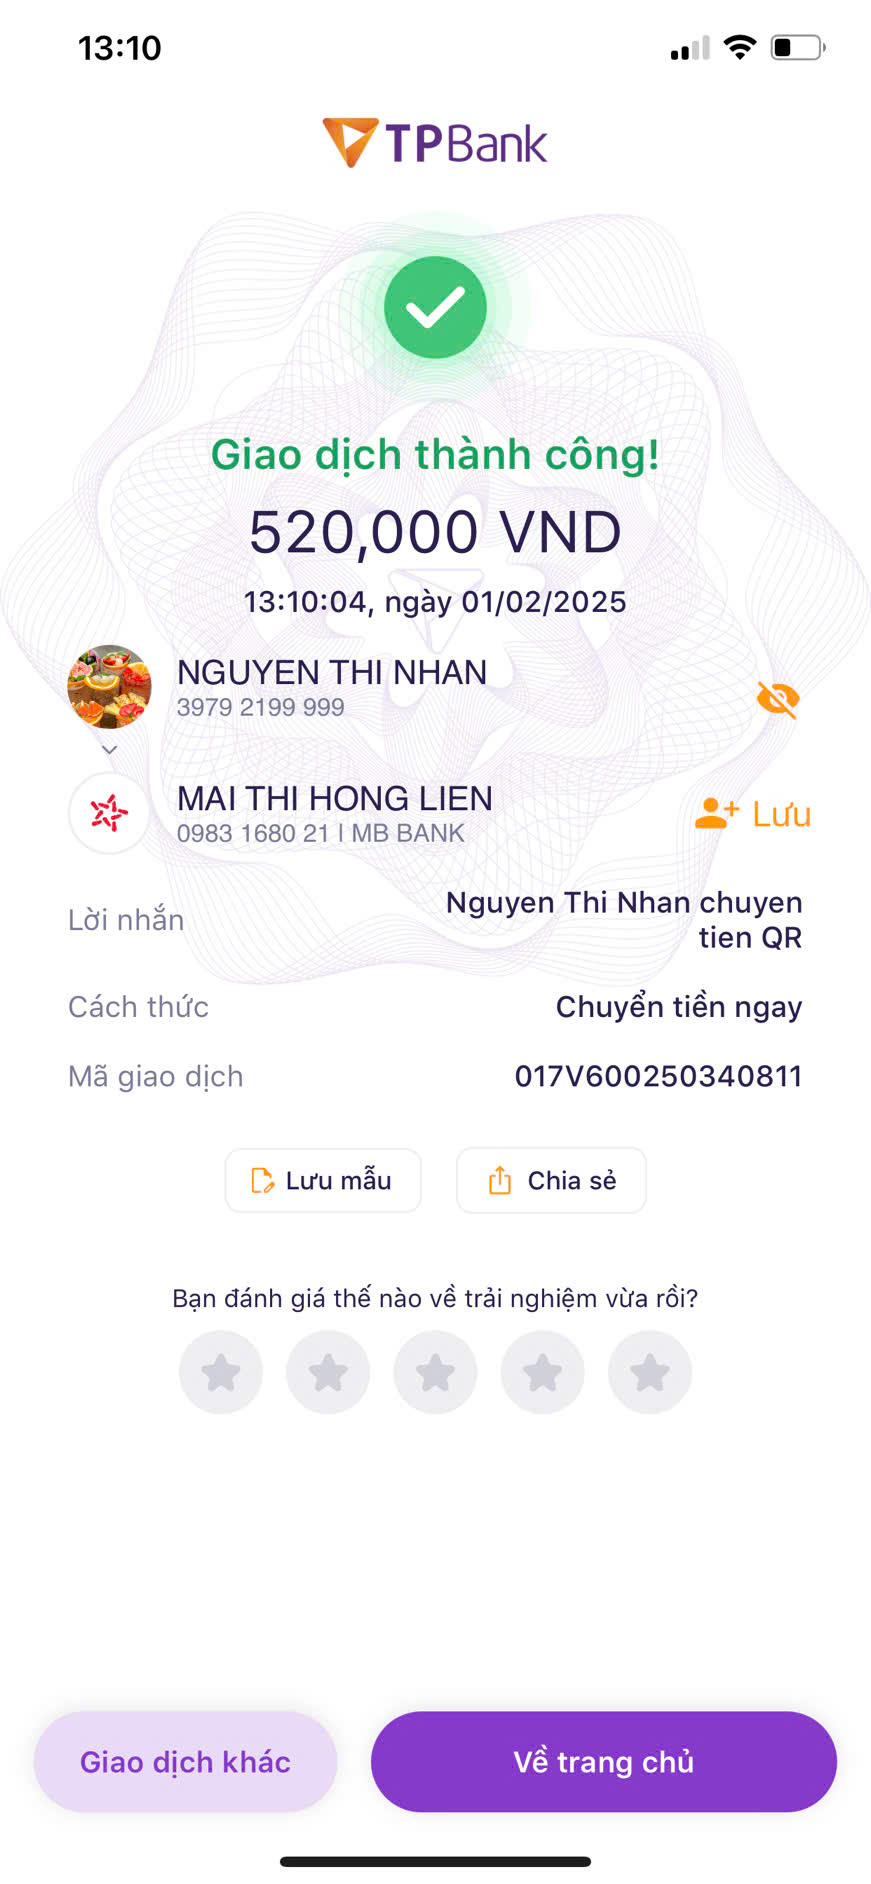 13:10
TPBank
Giao dịch thành công!
520,000 VND
13:10:04, ngày 01/02/2025
NGUYEN THI NHAN
3979 2199 999
MAI THI HONG LIEN
0983 1680 21 | MB BANK
Lưu
Lời nhắn
Nguyen Thi Nhan chuyen
tien QR
Cách thức
Chuyển tiền ngay
Mã giao dịch
017V600250340811
Lưu mẫu
Chia sẻ
Bạn đánh giá thế nào về trải nghiệm vừa rồi?
Giao dịch khác
Về trang chủ